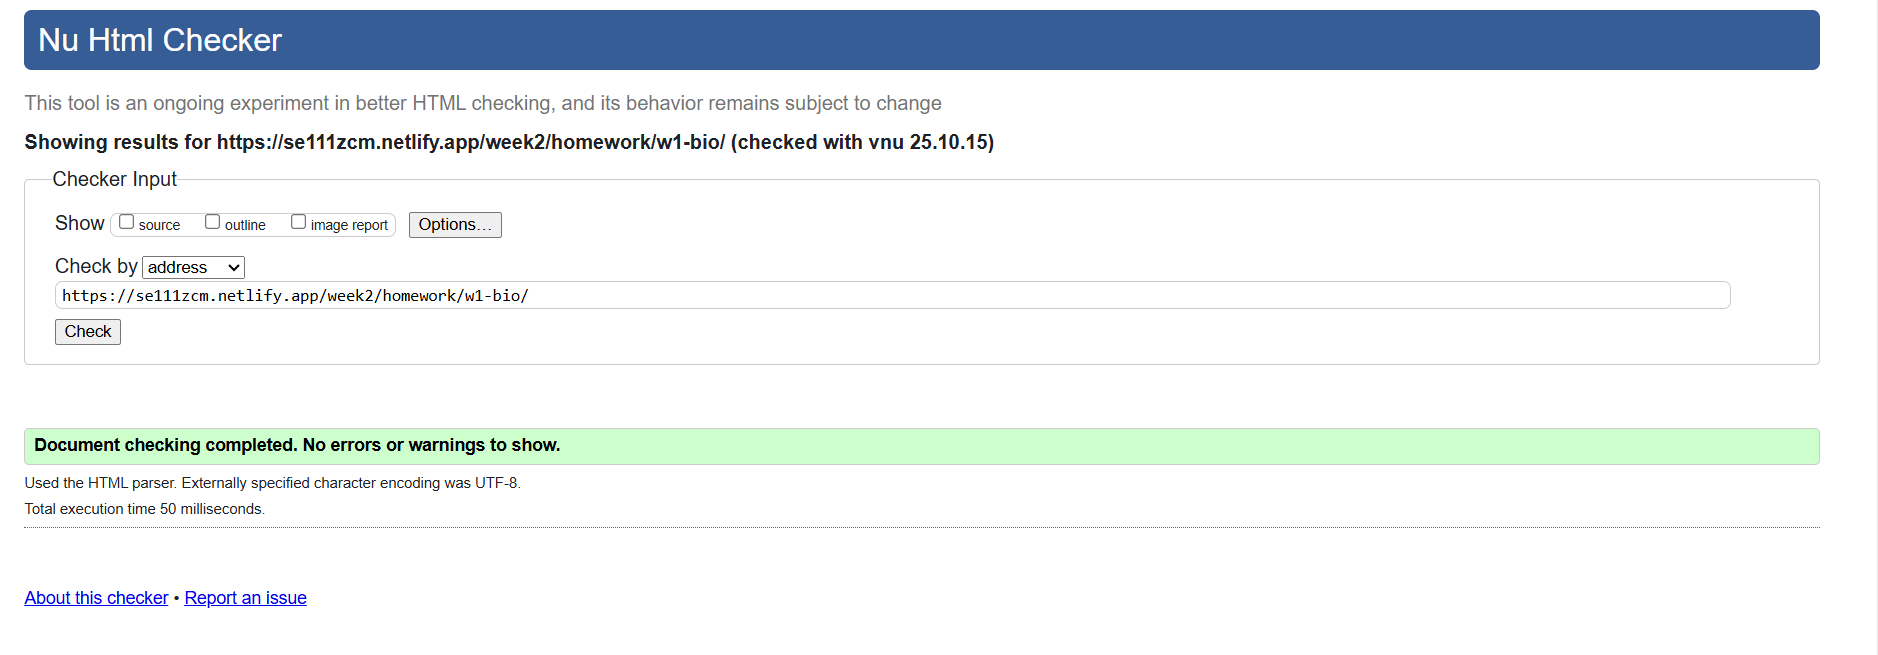 Nu Html Checker
This tool is an ongoing experiment in better HTML checking, and its behavior remains subject to change
Showing results for https://se111zcm.netlify.app/week2/homework/w1-bio/ (checked with vnu 25.10.15)
Checker Input
Show source outline image report Options…
Check by address
https://se111zcm.netlify.app/week2/homework/w1-bio/
Check
Document checking completed. No errors or warnings to show.
Used the HTML parser. Externally specified character encoding was UTF-8.
Total execution time 50 milliseconds.
About this checker • Report an issue